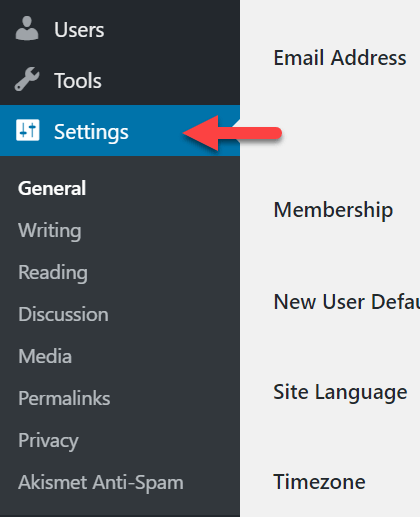 Users
Tools
Settings
General
Writing
Reading
Discussion
Media
Permalinks
Privacy
Akismet Anti-Spam
Email Address
Membership
New User Defau
Site Language
Timezone